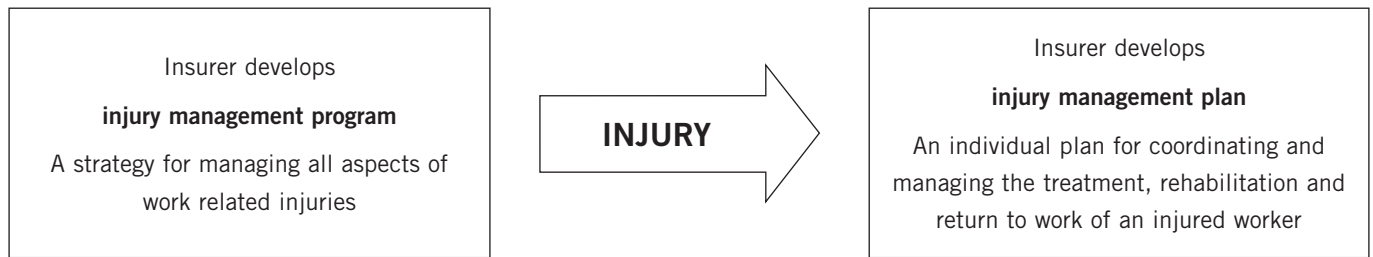 Insurer develops
injury management program
A strategy for managing all aspects of
work related injuries
INJURY
Insurer develops
injury management plan
An individual plan for coordinating and
managing the treatment, rehabilitation and
return to work of an injured worker